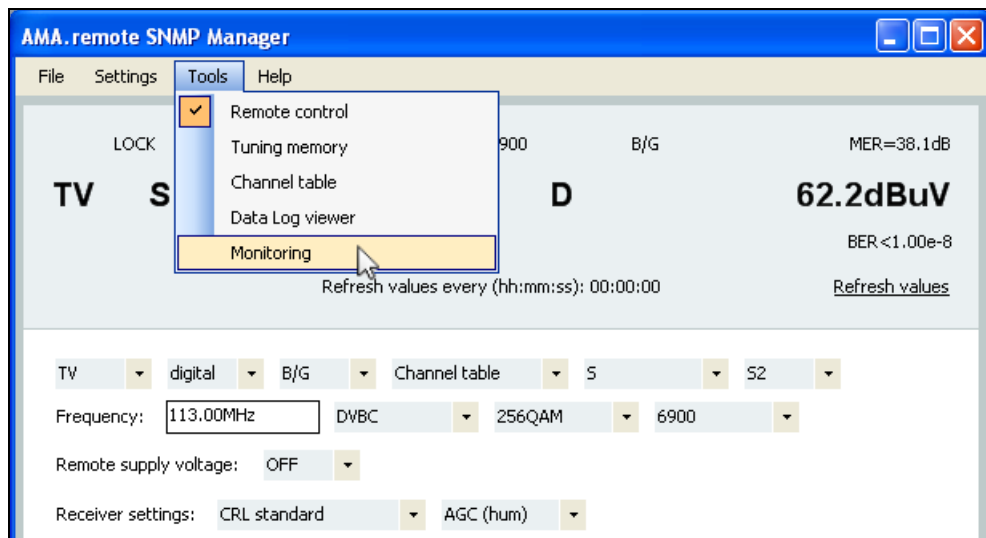 AMA.remote SNMP Manager
File Settings Tools Help
Remote control
Tuning memory
Channel table
Data Log viewer
Monitoring
LOCK 900 B/G MER=38.1dB
TV S D 62.2dBuV
BER<1.00e-8
Refresh values every (hh:mm:ss): 00:00:00 Refresh values
TV digital B/G Channel table S S2
Frequency: 113.00MHz DVBC 256QAM 6900
Remote supply voltage: OFF
Receiver settings: CRL standard AGC (hum)